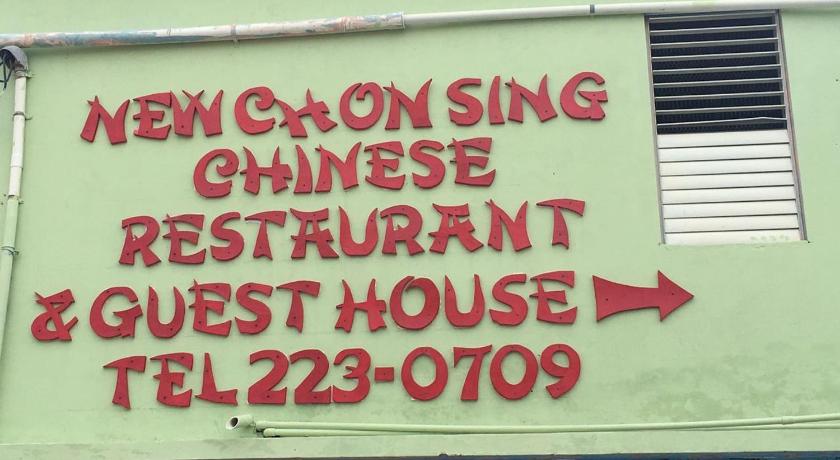 NEW CHON SING
CHINESE
RESTAURANT
& GUEST HOUSE
TEL 223-0709